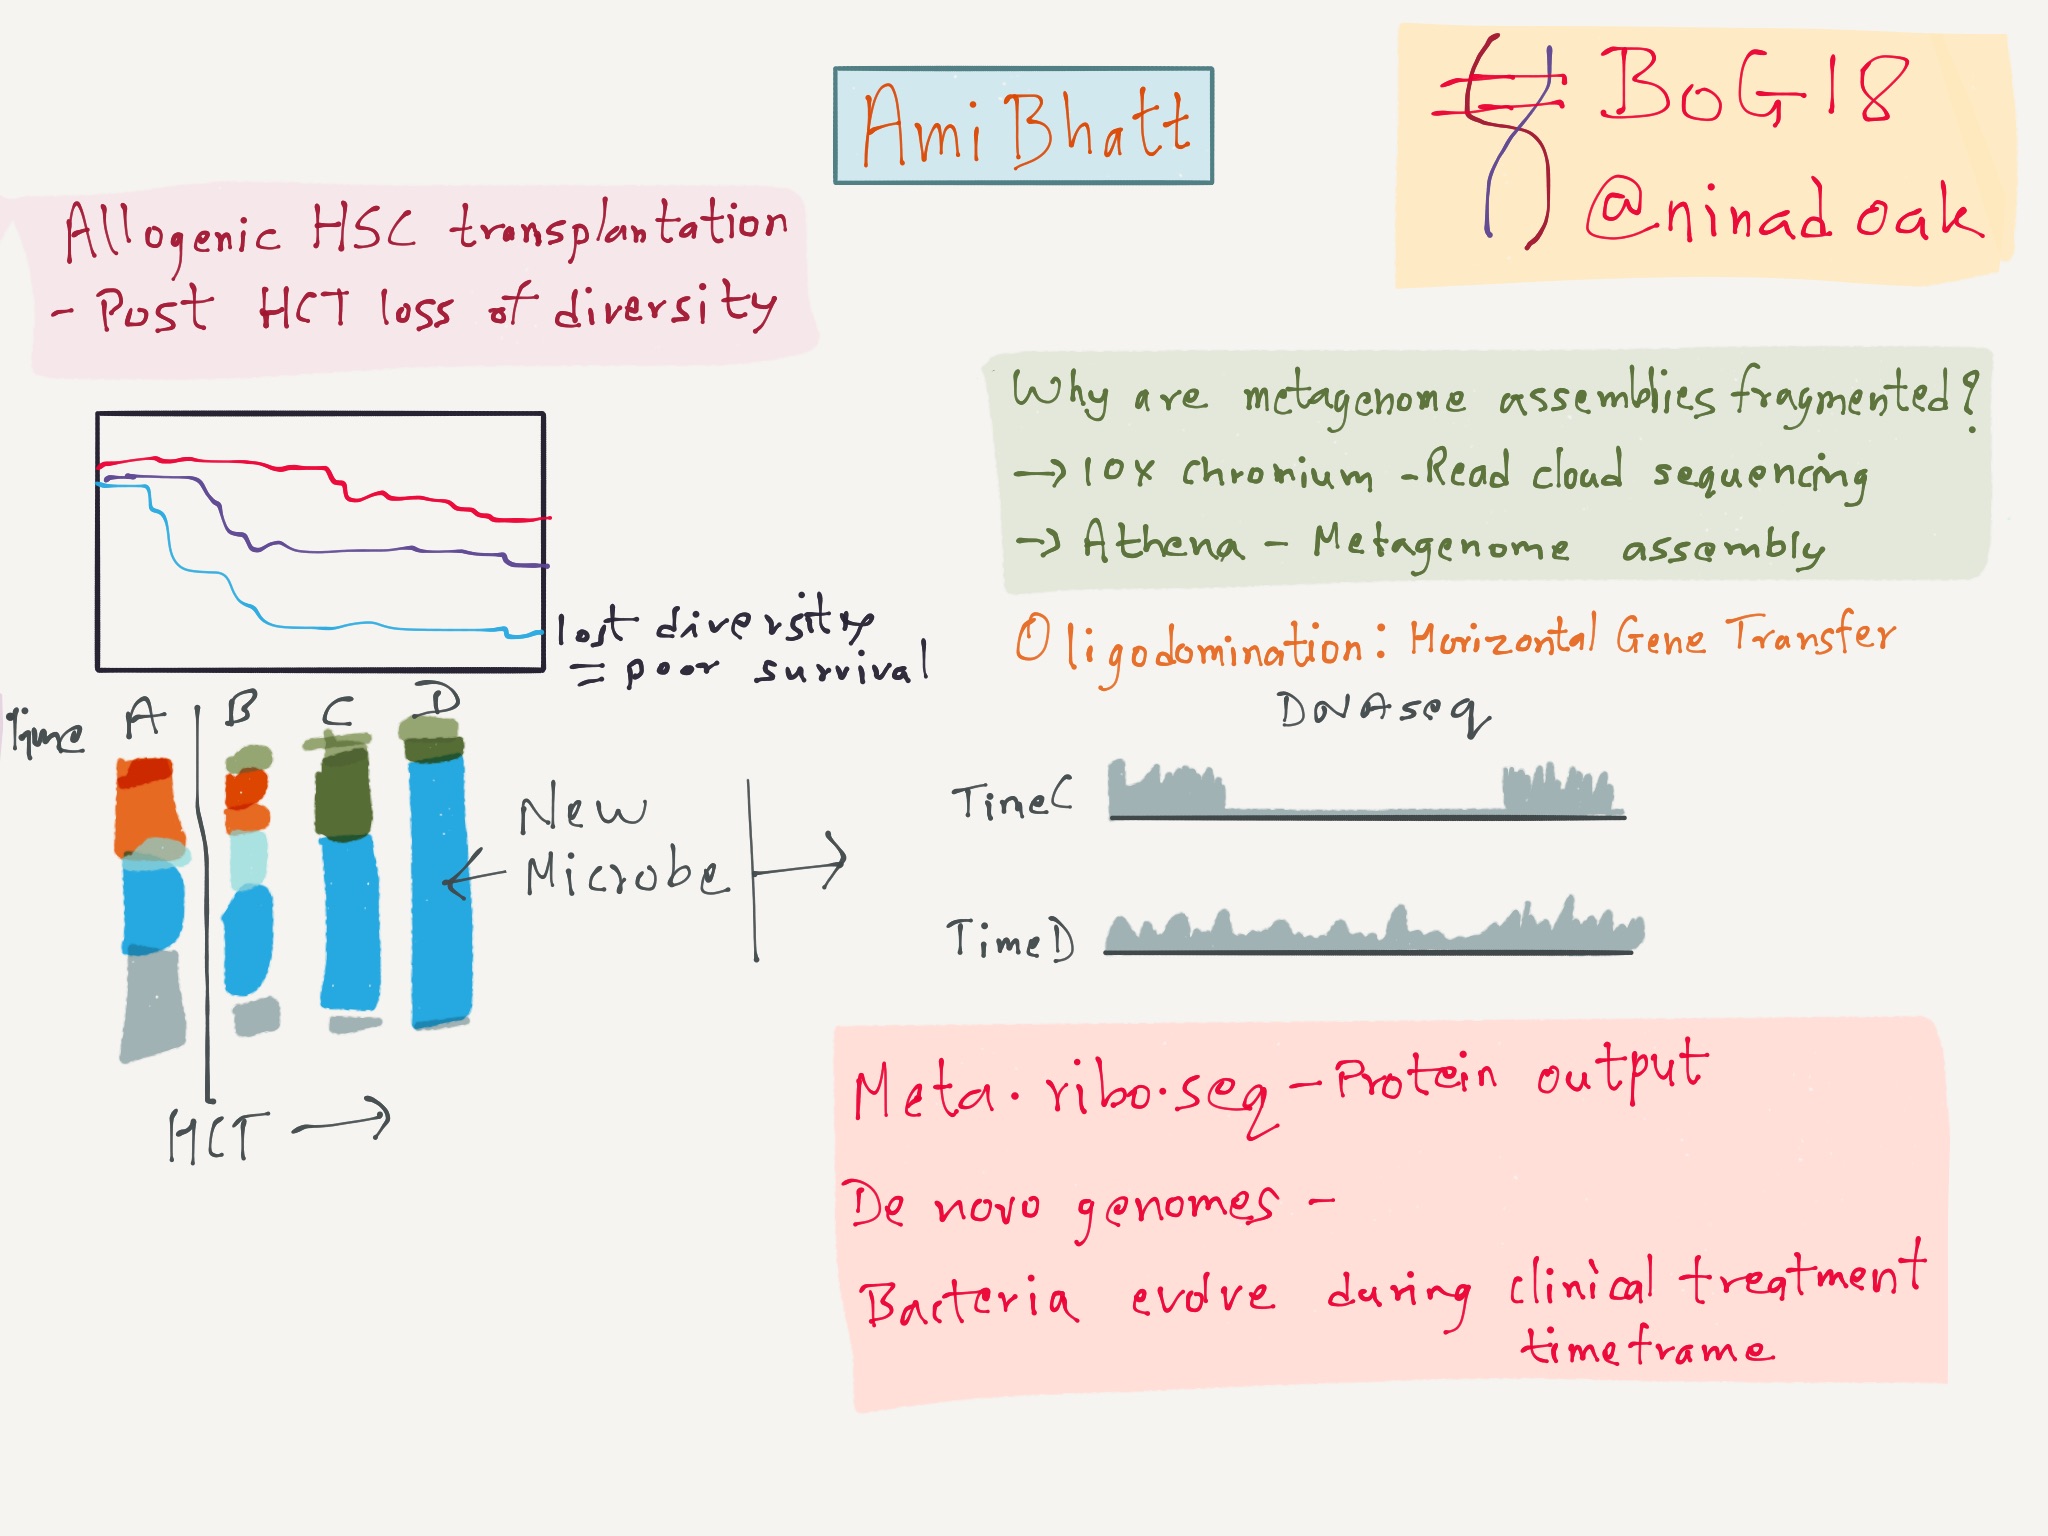 Ami Bhatt
# BoG18
@ninadoak
Allogenic HSC transplantation
- Post HCT loss of diversity
lost diversity
= poor survival
Time A B C D
New
Microbe
HCT →
Why are metagenome assemblies fragmented?
→ 10x chromium - Read cloud sequencing
→ Athena - Metagenome assembly
Oligodomination: Horizontal Gene Transfer
DNAseq
Time C
Time D
Meta·ribo·seq - Protein output
De novo genomes -
Bacteria evolve during clinical treatment
timeframe